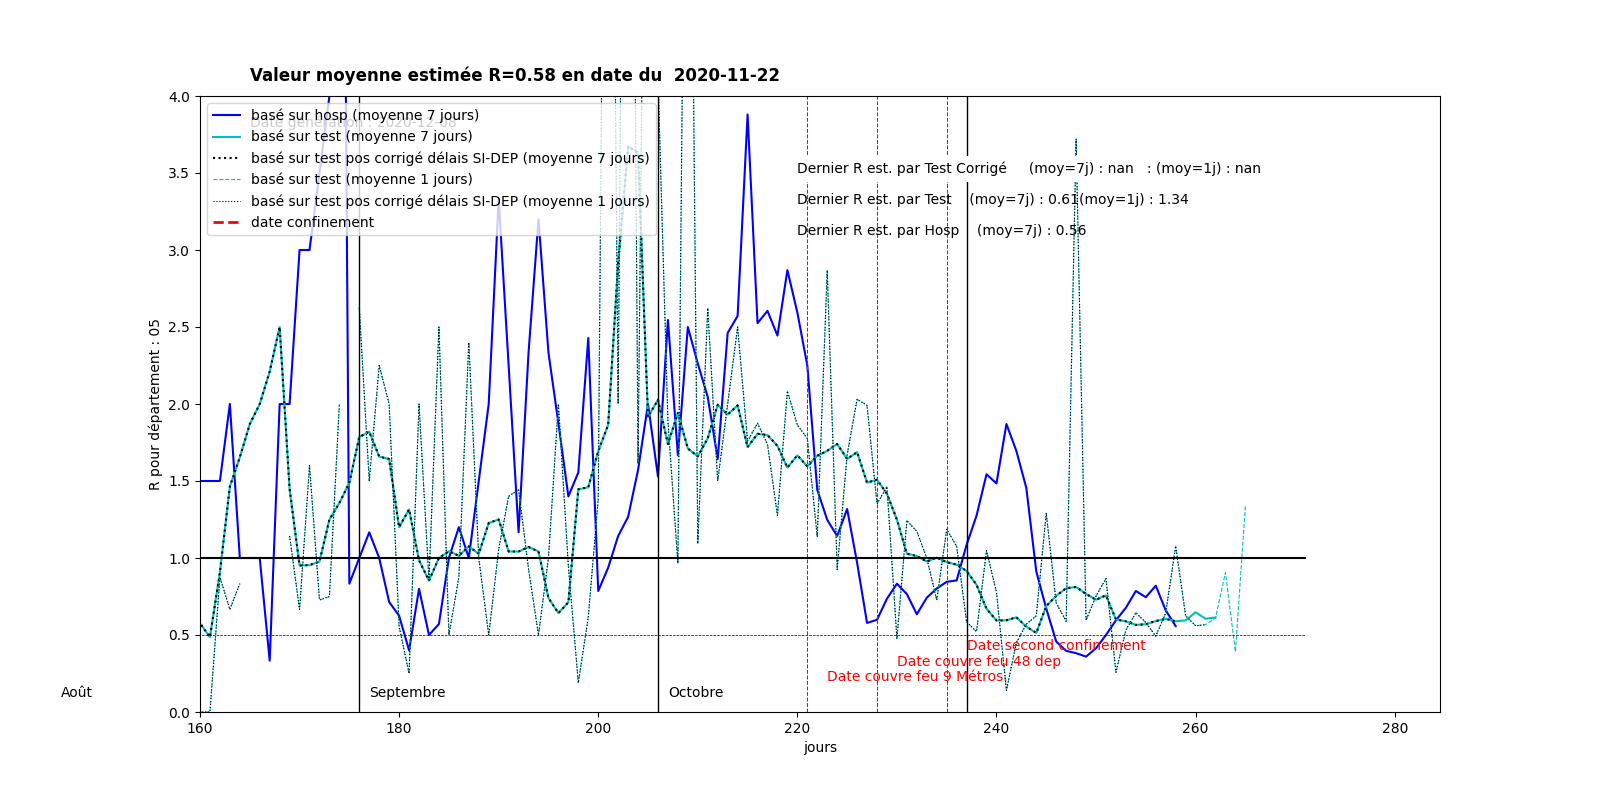 Valeur moyenne estimée R=0.58 en date du  2020-11-22
Date génération : 2020-12-08
basé sur hosp (moyenne 7 jours)
basé sur test (moyenne 7 jours)
basé sur test pos corrigé délais SI-DEP (moyenne 7 jours)
basé sur test (moyenne 1 jours)
basé sur test pos corrigé délais SI-DEP (moyenne 1 jours)
date confinement
Dernier R est. par Test Corrigé     (moy=7j) : nan   : (moy=1j) : nan
Dernier R est. par Test    (moy=7j) : 0.61(moy=1j) : 1.34
Dernier R est. par Hosp    (moy=7j) : 0.56
4.0
3.5
3.0
2.5
2.0
1.5
1.0
0.5
0.0
R pour département : 05
Date second confinement
Date couvre feu 48 dep
Date couvre feu 9 Métros
Août
Septembre
Octobre
160 180 200 220 240 260 280
jours